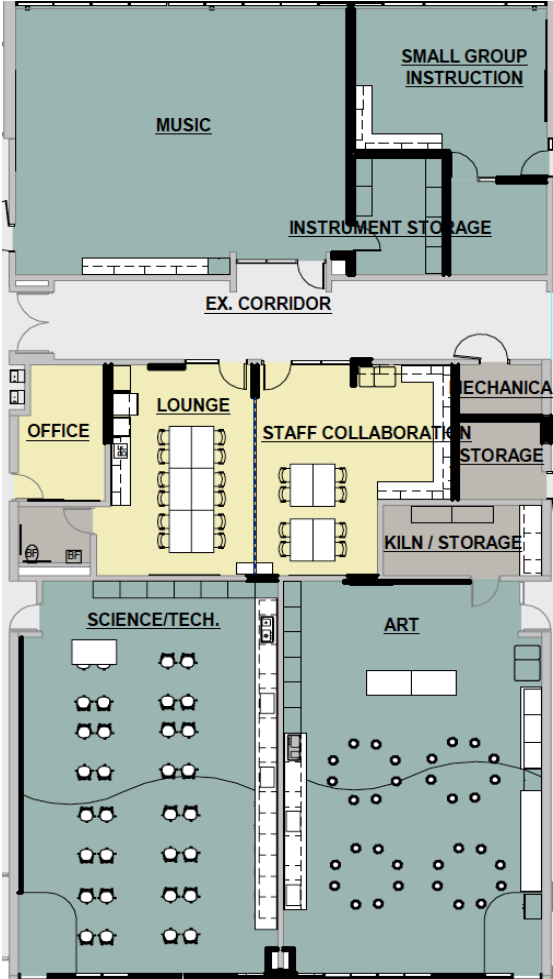 SMALL GROUP
INSTRUCTION
MUSIC
INSTRUMENT STORAGE
EX. CORRIDOR
MECHANICA
LOUNGE
OFFICE
STAFF COLLABORATION
STORAGE
BF
KILN / STORAGE
BF
BF
SCIENCE/TECH.
ART